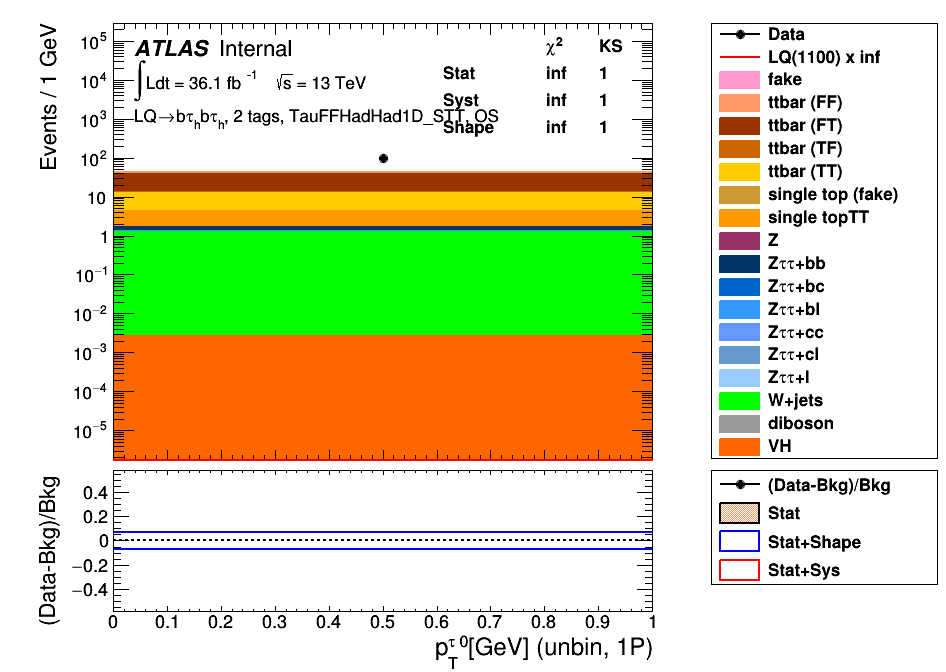 ATLAS Internal
∫Ldt = 36.1 fb⁻¹ √s = 13 TeV
LQ→bτₕbτₕ, 2 tags, TauFFHadHad1D_STT, OS
χ² KS
Stat inf 1
Syst inf 1
Shape inf 1
Events / 1 GeV
10⁵
10⁴
10³
10²
10
1
10⁻¹
10⁻²
10⁻³
10⁻⁴
10⁻⁵
Data
LQ(1100) x inf
fake
ttbar (FF)
ttbar (FT)
ttbar (TF)
ttbar (TT)
single top (fake)
single topTT
Z
Zττ+bb
Zττ+bc
Zττ+bl
Zττ+cc
Zττ+cl
Zττ+l
W+jets
diboson
VH
(Data-Bkg)/Bkg
0.4
0.2
0
−0.2
−0.4
(Data-Bkg)/Bkg
Stat
Stat+Shape
Stat+Sys
0 0.1 0.2 0.3 0.4 0.5 0.6 0.7 0.8 0.9 1
p_T^τ 0[GeV] (unbin, 1P)